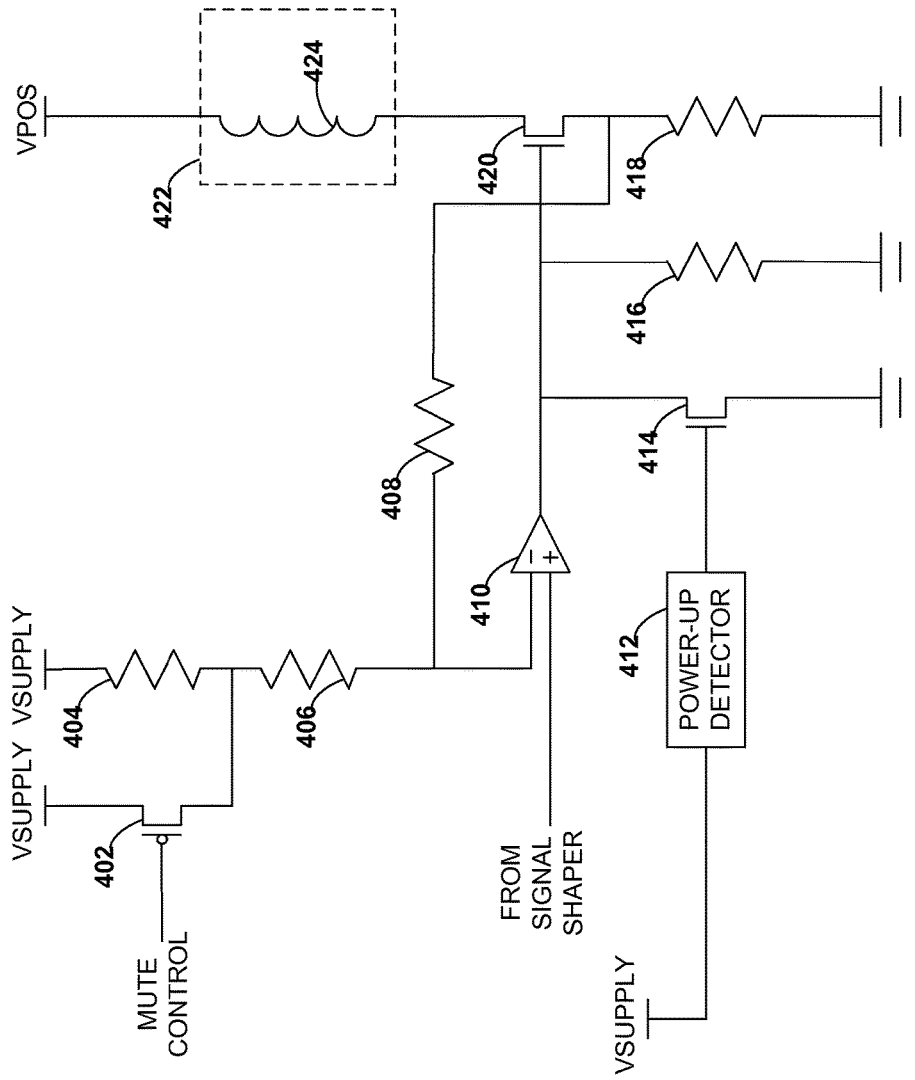 VPOS
424
422
420
418
416
414
408
410
VSUPPLY
VSUPPLY
404
406
402
412
POWER-UP
DETECTOR
FROM
SIGNAL
SHAPER
MUTE
CONTROL
VSUPPLY
−
+